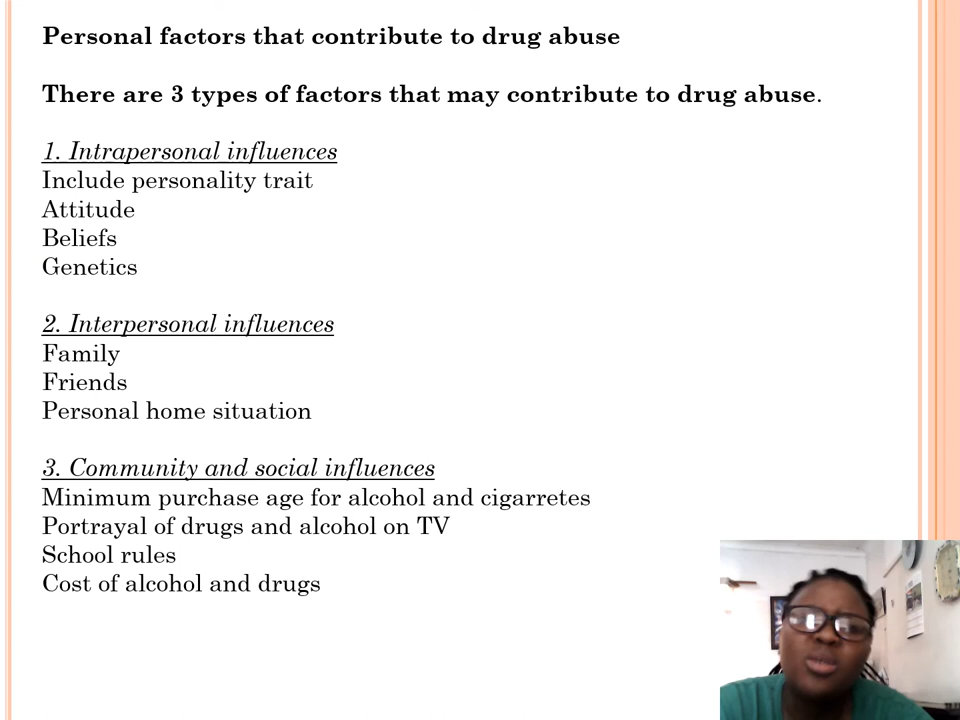 Personal factors that contribute to drug abuse
There are 3 types of factors that may contribute to drug abuse.
1. Intrapersonal influences
Include personality trait
Attitude
Beliefs
Genetics
2. Interpersonal influences
Family
Friends
Personal home situation
3. Community and social influences
Minimum purchase age for alcohol and cigarretes
Portrayal of drugs and alcohol on TV
School rules
Cost of alcohol and drugs